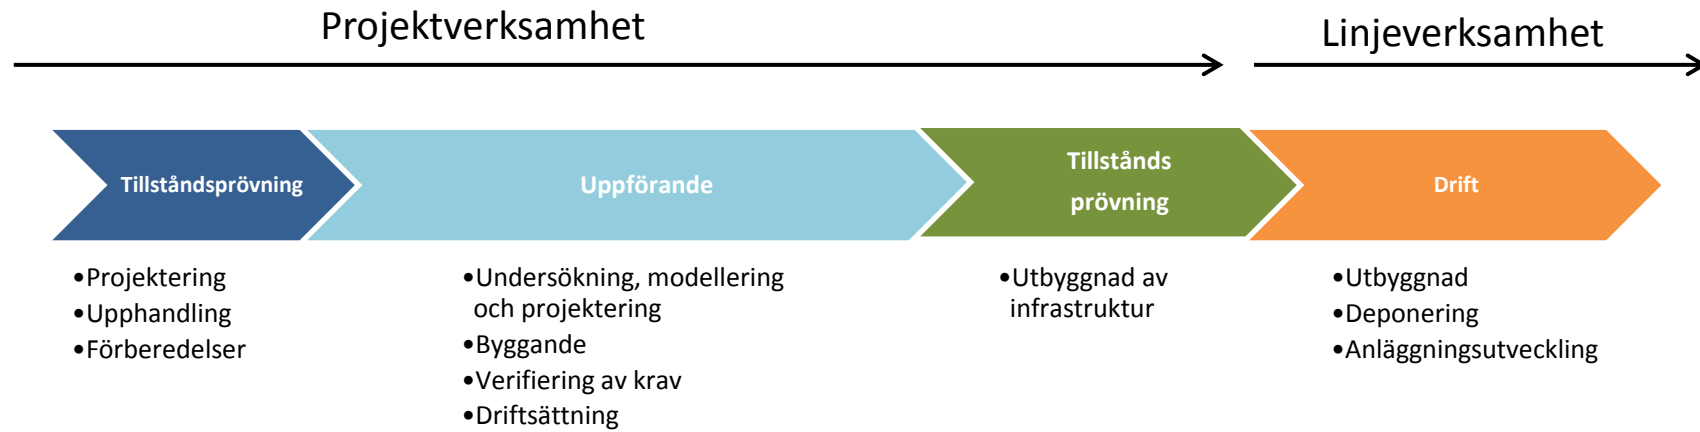 Projektverksamhet
Linjeverksamhet
Tillståndsprövning
Uppförande
Tillstånds
prövning
Drift
•Projektering
•Upphandling
•Förberedelser
•Undersökning, modellering
och projektering
•Byggande
•Verifiering av krav
•Driftsättning
•Utbyggnad av
infrastruktur
•Utbyggnad
•Deponering
•Anläggningsutveckling